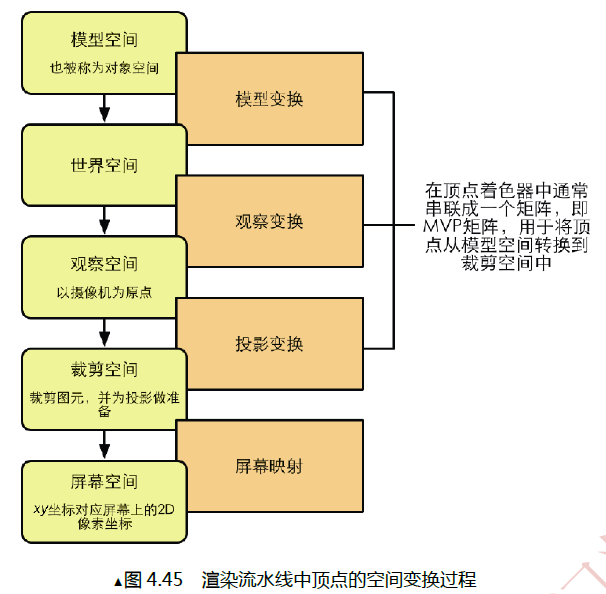 模型空间
也被称为对象空间
模型变换
世界空间
在顶点着色器中通常
串联成一个矩阵，即
MVP矩阵，用于将顶
点从模型空间转换到
裁剪空间中
观察变换
观察空间
以摄像机为原点
投影变换
裁剪空间
裁剪图元，并为投影做准
备
屏幕映射
屏幕空间
xy坐标对应屏幕上的2D
像素坐标
▲图 4.45 渲染流水线中顶点的空间变换过程